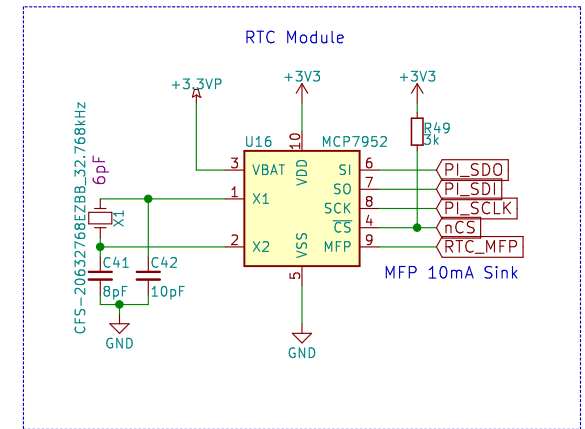 RTC Module
+3.3VP
+3V3
+3V3
R49
3k
U16
MCP7952
CFS-20632768EZBB_32.768kHz
6pF
X1
3
VBAT
10
VDD
SI
6
PI_SDO
1
X1
SO
7
PI_SDI
SCK
8
PI_SCLK
CS
4
nCS
2
X2
VSS
MFP
9
RTC_MFP
5
MFP 10mA Sink
C41
8pF
C42
10pF
GND
GND